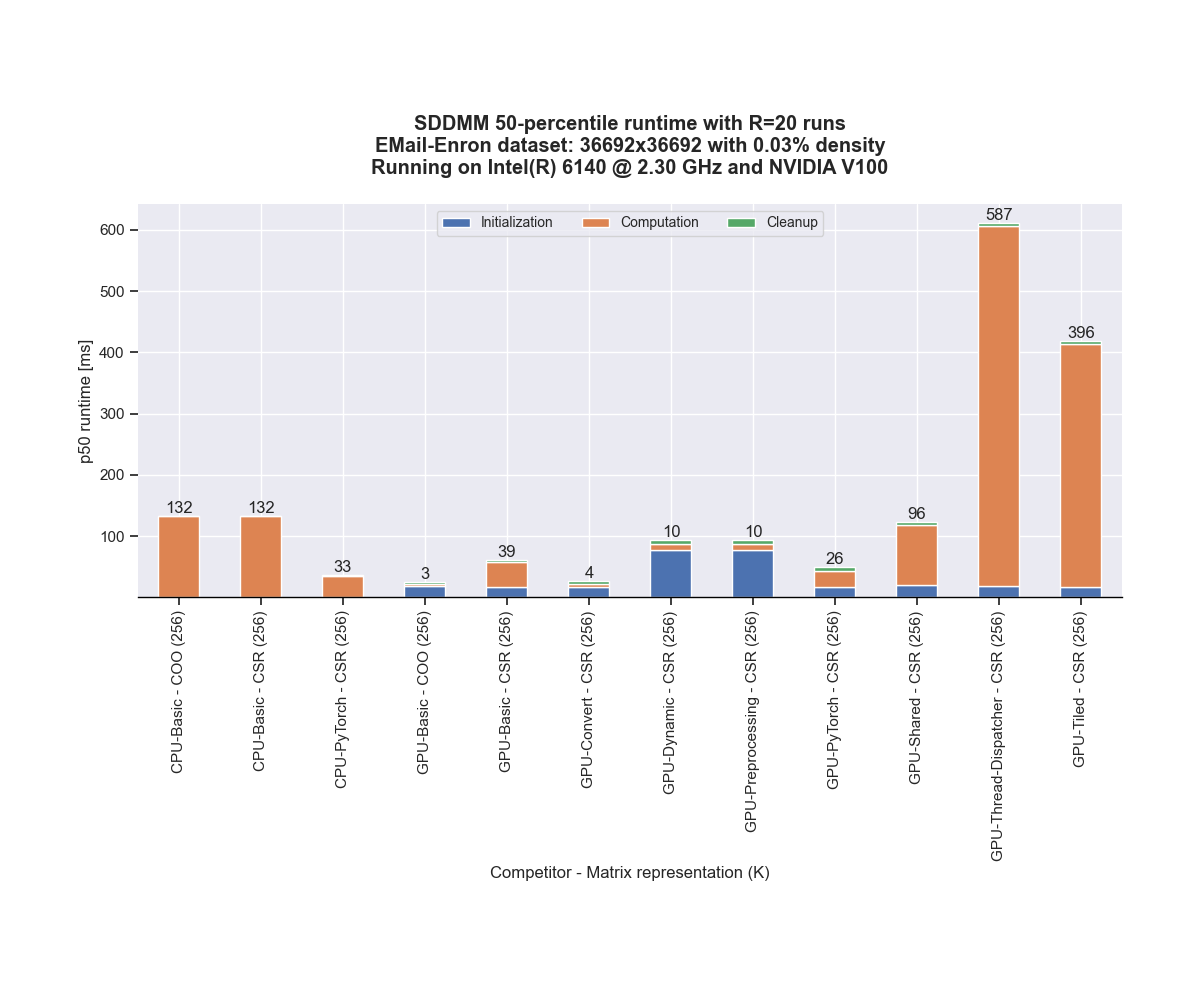 SDDMM 50-percentile runtime with R=20 runs
EMail-Enron dataset: 36692x36692 with 0.03% density
Running on Intel(R) 6140 @ 2.30 GHz and NVIDIA V100
Initialization
Computation
Cleanup
p50 runtime [ms]
600
500
400
300
200
100
132
132
33
3
39
4
10
10
26
96
587
396
CPU-Basic - COO (256)
CPU-Basic - CSR (256)
CPU-PyTorch - CSR (256)
GPU-Basic - COO (256)
GPU-Basic - CSR (256)
GPU-Convert - CSR (256)
GPU-Dynamic - CSR (256)
GPU-Preprocessing - CSR (256)
GPU-PyTorch - CSR (256)
GPU-Shared - CSR (256)
GPU-Thread-Dispatcher - CSR (256)
GPU-Tiled - CSR (256)
Competitor - Matrix representation (K)